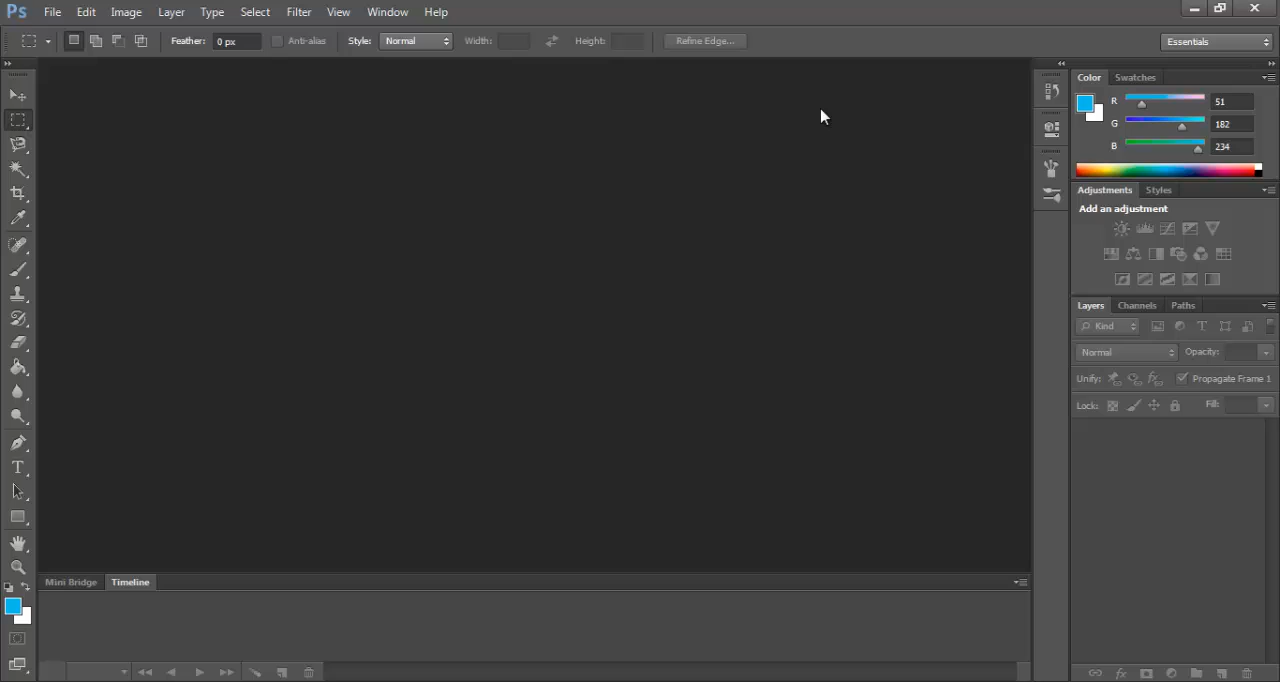 Ps File Edit Image Layer Type Select Filter View Window Help
Feather: 0 px Anti-alias Style: Normal Width: Height: Refine Edge... Essentials
Color Swatches
R 51
G 182
B 234
Adjustments Styles
Add an adjustment
Layers Channels Paths
Kind
Normal Opacity:
Unify: Propagate Frame 1
Lock: Fill:
Mini Bridge Timeline